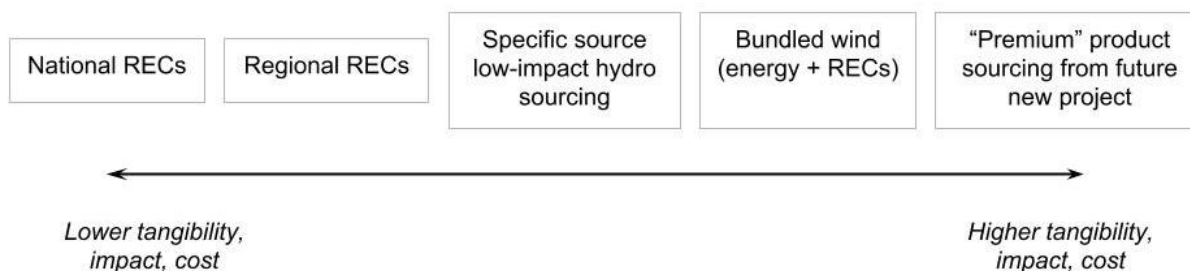 National RECs
Regional RECs
Specific source
low-impact hydro
sourcing
Bundled wind
(energy + RECs)
“Premium” product
sourcing from future
new project
Lower tangibility,
impact, cost
Higher tangibility,
impact, cost